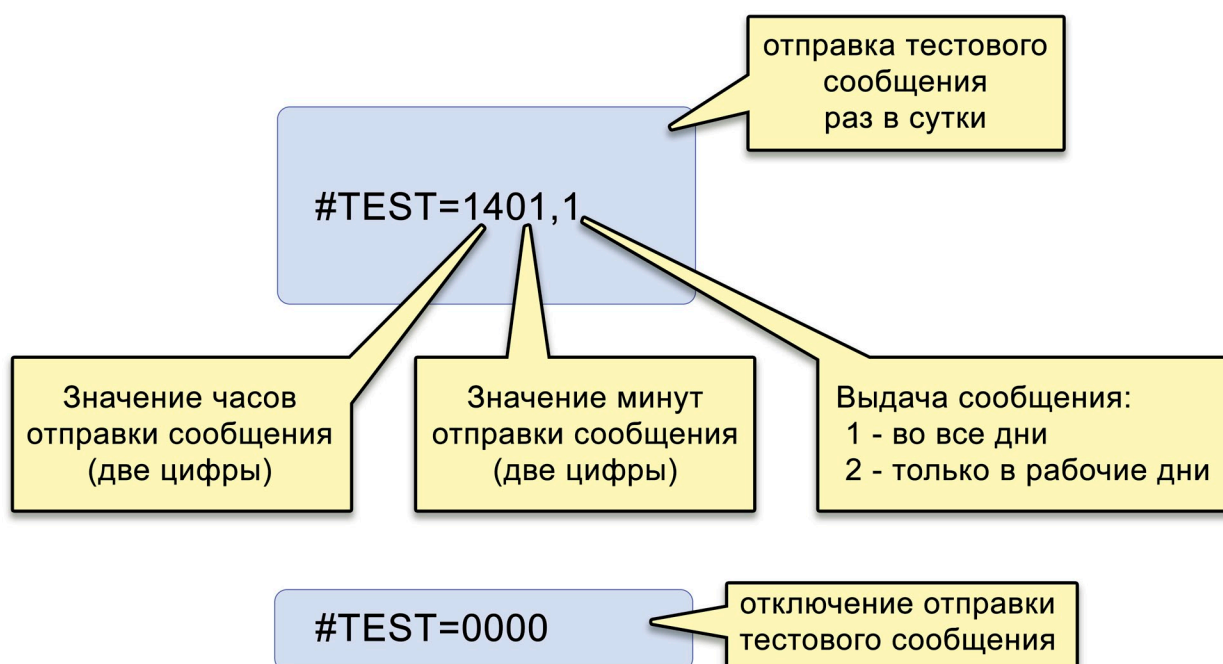 отправка тестового
сообщения
раз в сутки
#TEST=1401,1
Значение часов
отправки сообщения
(две цифры)
Значение минут
отправки сообщения
(две цифры)
Выдача сообщения:
1 - во все дни
2 - только в рабочие дни
#TEST=0000
отключение отправки
тестового сообщения